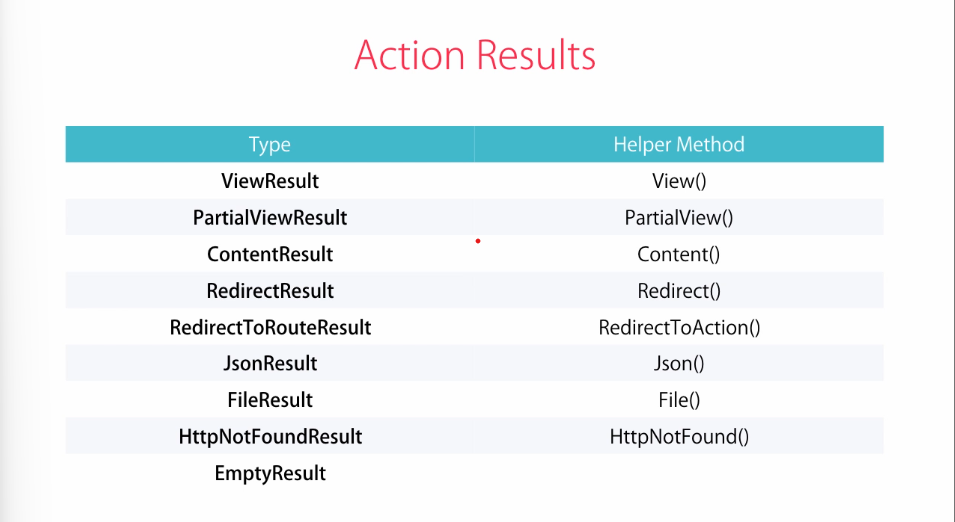 Action Results
Type Helper Method
ViewResult View()
PartialViewResult PartialView()
ContentResult Content()
RedirectResult Redirect()
RedirectToRouteResult RedirectToAction()
JsonResult Json()
FileResult File()
HttpNotFoundResult HttpNotFound()
EmptyResult